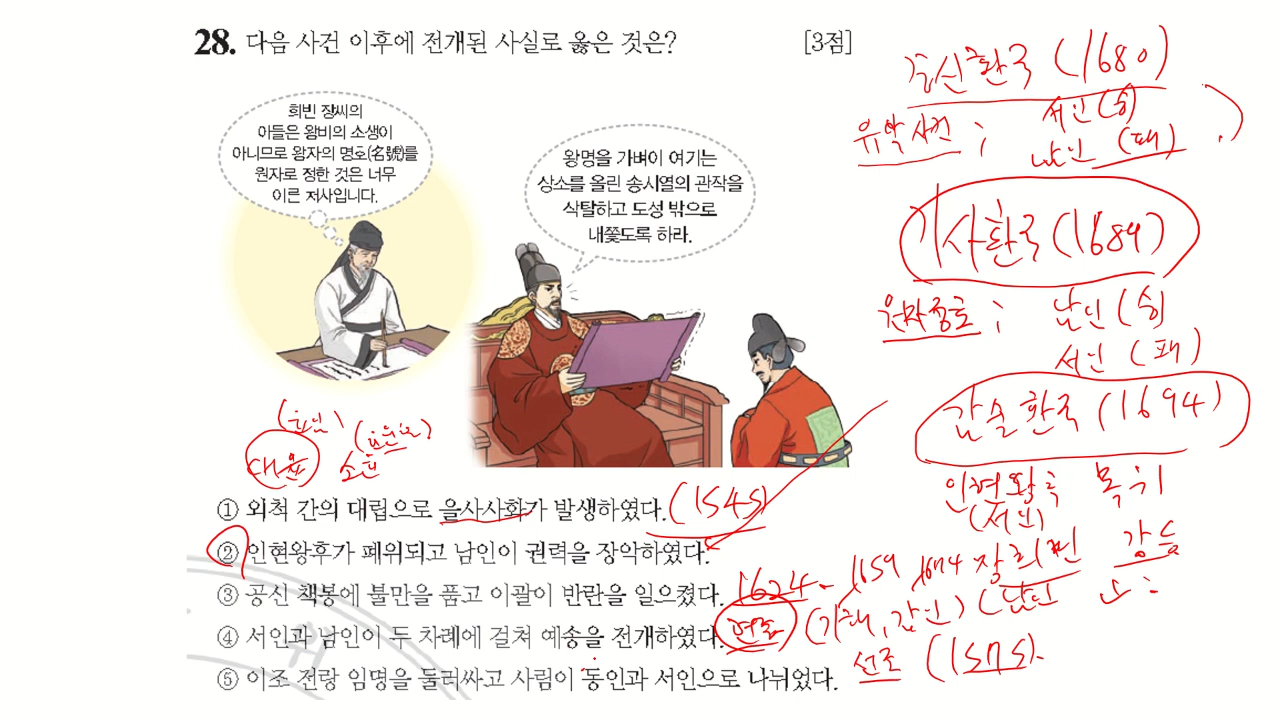 28. 다음 사건 이후에 전개된 사실로 옳은 것은? [3점]
희빈 장씨의
아들은 왕비의 소생이
아니므로 왕자의 명호(名號)를
원자로 정한 것은 너무
이른 처사입니다.
왕명을 가벼이 여기는
상소를 올린 송시열의 관작을
삭탈하고 도성 밖으로
내쫓도록 하라.
① 외척 간의 대립으로 을사사화가 발생하였다.
② 인현왕후가 폐위되고 남인이 권력을 장악하였다.
③ 공신 책봉에 불만을 품고 이괄이 반란을 일으켰다.
④ 서인과 남인이 두 차례에 걸쳐 예송을 전개하였다.
⑤ 이조 전랑 임명을 둘러싸고 사림이 동인과 서인으로 나뉘었다.
경신환국 (1680)
서인(승)
유악사건 ; 남인 (패)
기사환국 (1689)
원자정호 ; 남인 (승)
서인 (패)
갑술환국 (1694)
인현왕후 복위
(서인)
장희빈 강등
(남인
대윤 소윤
(1545)
1624
1659 1674
현종 (기해, 갑인)
선조 (1575).
위